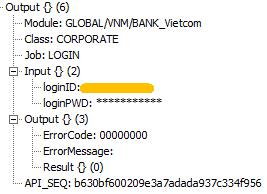 Output {} (6)
Module: GLOBAL/VNM/BANK_Vietcom
Class: CORPORATE
Job: LOGIN
Input {} (2)
loginID:
loginPWD: ***********
Output {} (3)
ErrorCode: 00000000
ErrorMessage:
Result {} (0)
API_SEQ: b630bf600209e3a7adada937c334f956